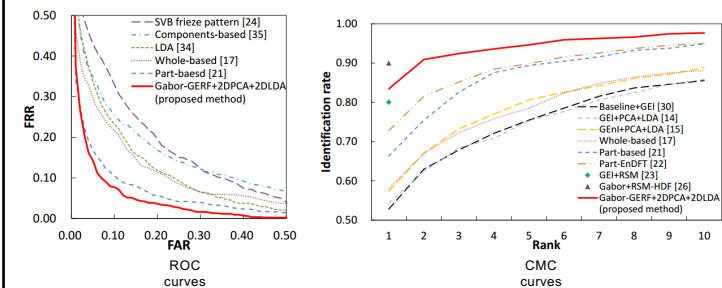 0.50
0.40
0.30
0.20
0.10
0.00
FRR
SVB frieze pattern [24]
Components-based [35]
LDA [34]
Whole-based [17]
Part-baesd [21]
Gabor-GERF+2DPCA+2DLDA
(proposed method)
0.00 0.10 0.20 0.30 0.40 0.50
FAR
ROC
curves
1.00
0.90
0.80
0.70
0.60
0.50
Identification rate
Baseline+GEI [30]
GEI+PCA+LDA [14]
GEnI+PCA+LDA [15]
Whole-based [17]
Part-based [21]
Part-EnDFT [22]
GEI+RSM [23]
Gabor+RSM-HDF [26]
Gabor-GERF+2DPCA+2DLDA
(proposed method)
1 2 3 4 5 6 7 8 9 10
Rank
CMC
curves